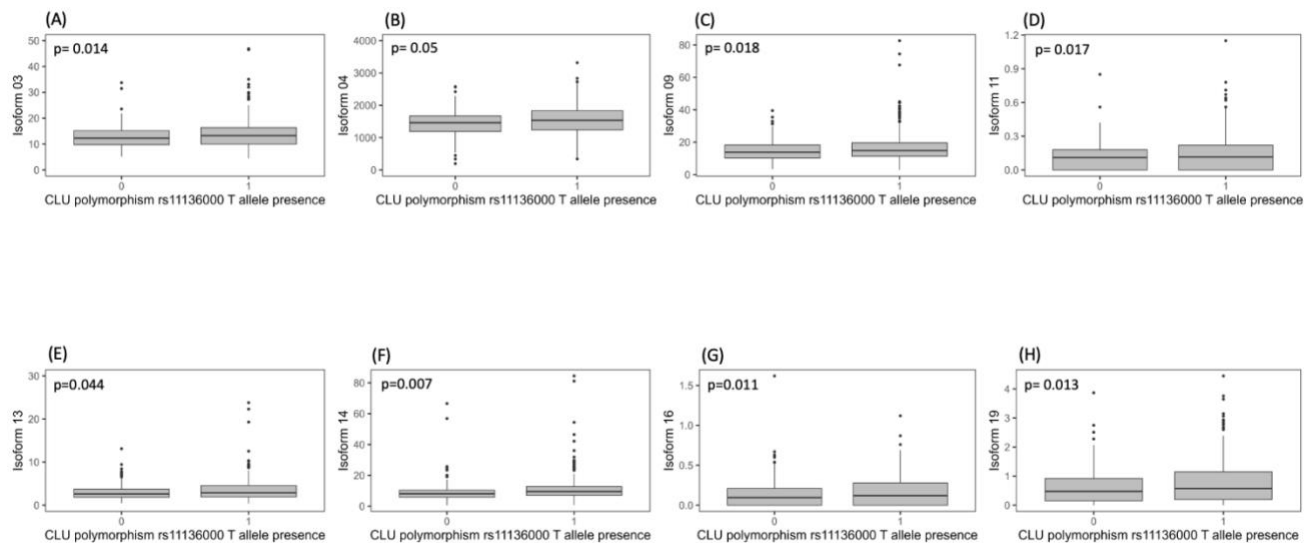 (A)
p= 0.014
Isoform 03
50
40
30
20
10
0
0
1
CLU polymorphism rs11136000 T allele presence
(B)
p= 0.05
Isoform 04
4000
3000
2000
1000
0
0
1
CLU polymorphism rs11136000 T allele presence
(C)
p= 0.018
Isoform 09
80
60
40
20
0
0
1
CLU polymorphism rs11136000 T allele presence
(D)
p= 0.017
Isoform 11
1.2
0.9
0.6
0.3
0.0
0
1
CLU polymorphism rs11136000 T allele presence
(E)
p=0.044
Isoform 13
30
20
10
0
0
1
CLU polymorphism rs11136000 T allele presence
(F)
p=0.007
Isoform 14
80
60
40
20
0
0
1
CLU polymorphism rs11136000 T allele presence
(G)
p=0.011
Isoform 16
1.5
1.0
0.5
0.0
0
1
CLU polymorphism rs11136000 T allele presence
(H)
p= 0.013
Isoform 19
4
3
2
1
0
0
1
CLU polymorphism rs11136000 T allele presence